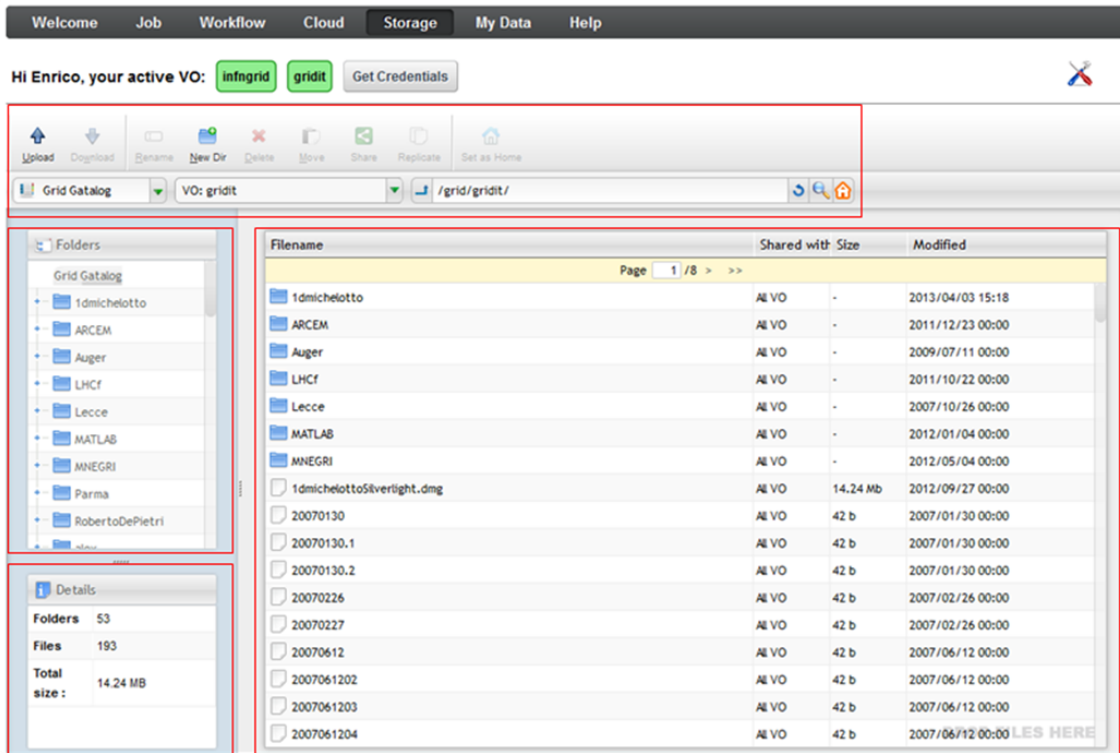 Welcome Job Workflow Cloud Storage My Data Help
Hi Enrico, your active VO: infngrid gridit Get Credentials
Upload Download Rename New Dir Delete Move Share Replicate Set as Home
Grid Gatalog VO: gridit /grid/gridit/
Folders
Grid Gatalog
1dmichelotto
ARCEM
Auger
LHCf
Lecce
MATLAB
MNEGRI
Parma
RobertoDePietri
Details
Folders 53
Files 193
Total size : 14.24 MB
Filename Shared with Size Modified
Page 1 /8 > >>
1dmichelotto All VO - 2013/04/03 15:18
ARCEM All VO - 2011/12/23 00:00
Auger All VO - 2009/07/11 00:00
LHCf All VO - 2011/10/22 00:00
Lecce All VO - 2007/10/26 00:00
MATLAB All VO - 2012/01/04 00:00
MNEGRI All VO - 2012/05/04 00:00
1dmichelottoSilverlight.dmg All VO 14.24 Mb 2012/09/27 00:00
20070130 All VO 42 b 2007/01/30 00:00
20070130.1 All VO 42 b 2007/01/30 00:00
20070130.2 All VO 42 b 2007/01/30 00:00
20070226 All VO 42 b 2007/02/26 00:00
20070227 All VO 42 b 2007/02/26 00:00
20070612 All VO 42 b 2007/06/12 00:00
2007061202 All VO 42 b 2007/06/12 00:00
2007061203 All VO 42 b 2007/06/12 00:00
2007061204 All VO 42 b 2007/06/12 00:00
FILES HERE